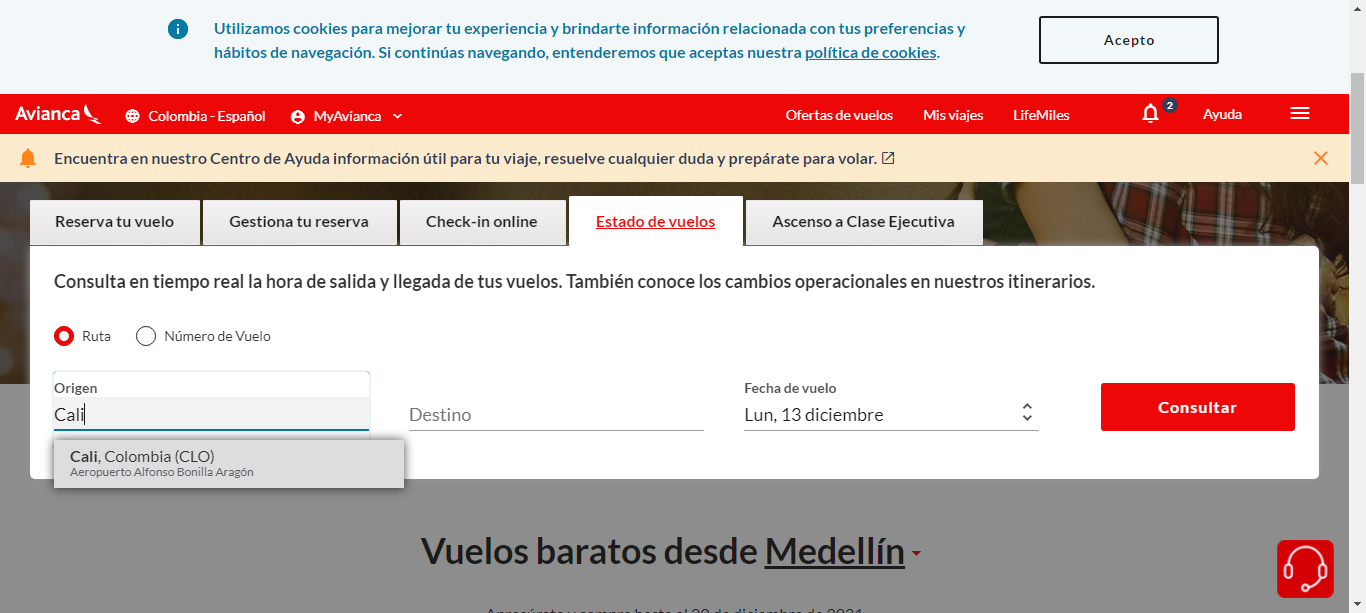 Utilizamos cookies para mejorar tu experiencia y brindarte información relacionada con tus preferencias y
hábitos de navegación. Si continúas navegando, entenderemos que aceptas nuestra política de cookies.
Acepto
Avianca
Colombia - Español
MyAvianca
Ofertas de vuelos
Mis viajes
LifeMiles
2
Ayuda
Encuentra en nuestro Centro de Ayuda información útil para tu viaje, resuelve cualquier duda y prepárate para volar.
Reserva tu vuelo
Gestiona tu reserva
Check-in online
Estado de vuelos
Ascenso a Clase Ejecutiva
Consulta en tiempo real la hora de salida y llegada de tus vuelos. También conoce los cambios operacionales en nuestros itinerarios.
Ruta
Número de Vuelo
Origen
Cali
Destino
Fecha de vuelo
Lun, 13 diciembre
Consultar
Cali, Colombia (CLO)
Aeropuerto Alfonso Bonilla Aragón
Vuelos baratos desde Medellín